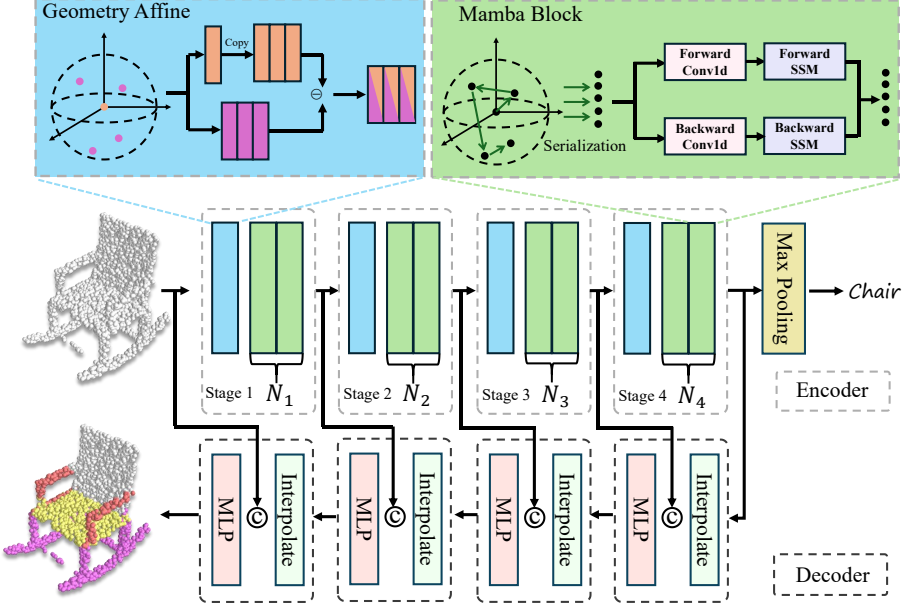 Geometry Affine
Copy
⊖
Mamba Block
Serialization
Forward
Conv1d
Forward
SSM
Backward
Conv1d
Backward
SSM
Stage 1
N1
Stage 2
N2
Stage 3
N3
Stage 4
N4
Max Pooling
Chair
Encoder
MLP
©
Interpolate
MLP
©
Interpolate
MLP
©
Interpolate
MLP
©
Interpolate
Decoder